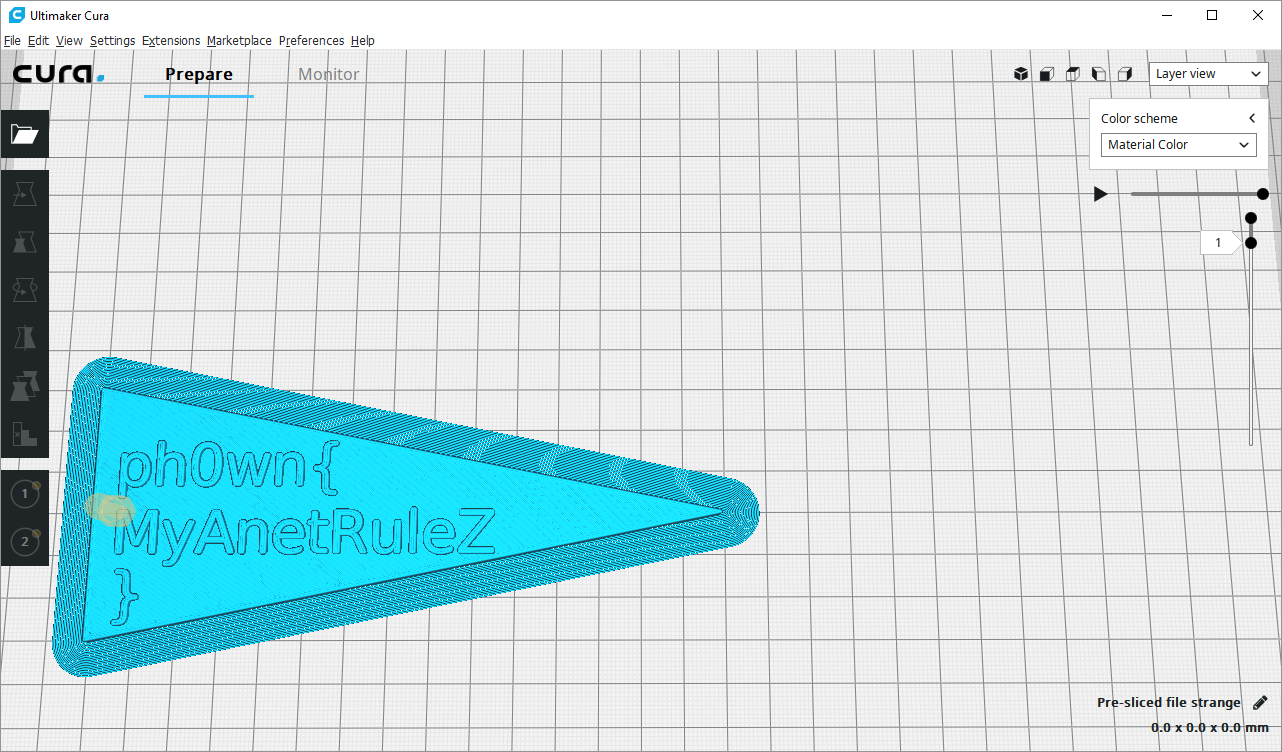 Ultimaker Cura
File Edit View Settings Extensions Marketplace Preferences Help
cura. Prepare Monitor Layer view
Color scheme
Material Color
1
ph0wn{
MyAnetRuleZ
}
1
2
Pre-sliced file strange
0.0 x 0.0 x 0.0 mm